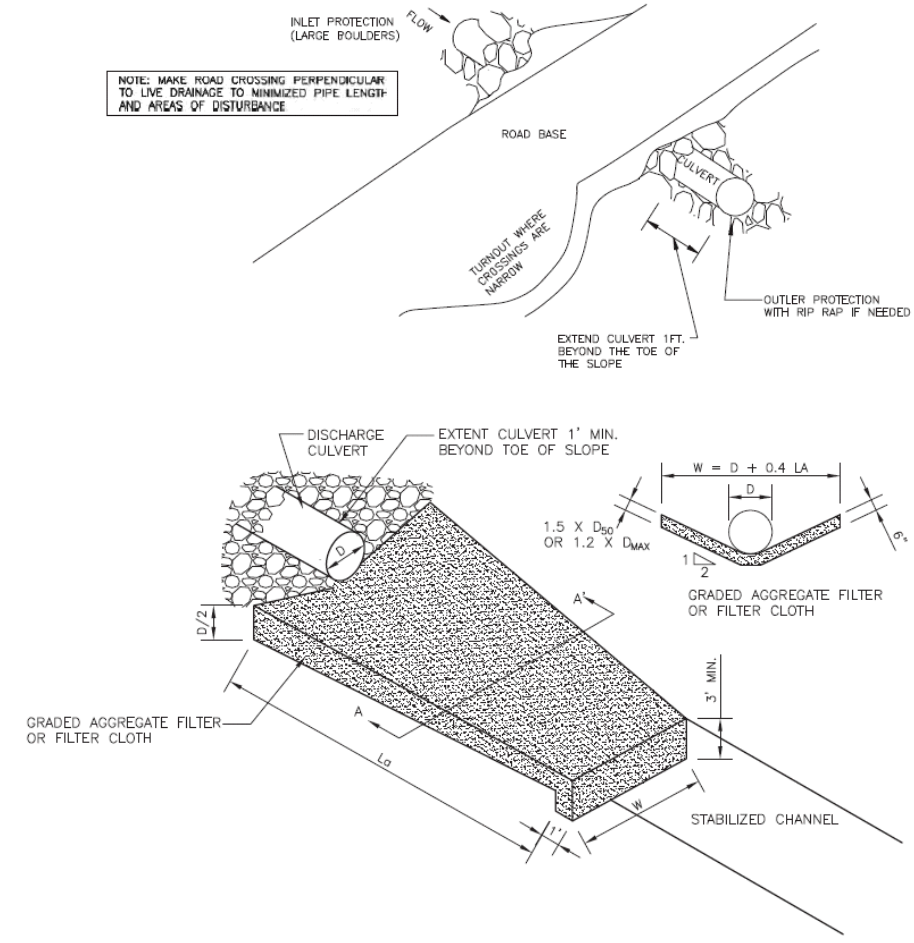 INLET PROTECTION
(LARGE BOULDERS)
FLOW
NOTE: MAKE ROAD CROSSING PERPENDICULAR
TO LIVE DRAINAGE TO MINIMIZED PIPE LENGTH
AND AREAS OF DISTURBANCE
ROAD BASE
CULVERT
TURNOUT WHERE
CROSSINGS ARE
NARROW
OUTLER PROTECTION
WITH RIP RAP IF NEEDED
EXTEND CULVERT 1FT.
BEYOND THE TOE OF
THE SLOPE
DISCHARGE
CULVERT
EXTENT CULVERT 1' MIN.
BEYOND TOE OF SLOPE
W = D + 0.4 LA
D
1.5 X D50
OR 1.2 X DMAX
6"
1
2
GRADED AGGREGATE FILTER
OR FILTER CLOTH
D
D/2
A'
3' MIN.
GRADED AGGREGATE FILTER
OR FILTER CLOTH
A
La
W
1'
STABILIZED CHANNEL